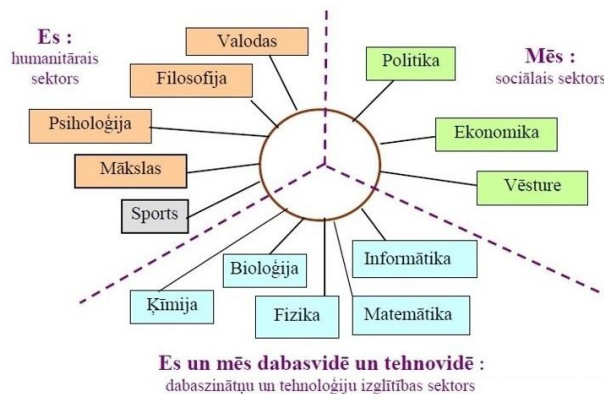 Es :
humanitārais
sektors
Valodas
Filosofija
Psiholoģija
Mākslas
Sports
Mēs :
sociālais sektors
Politika
Ekonomika
Vēsture
Informātika
Bioloģija
Ķīmija
Fizika
Matemātika
Es un mēs dabasvidē un tehnovidē :
dabaszinātņu un tehnoloģiju izglītības sektors